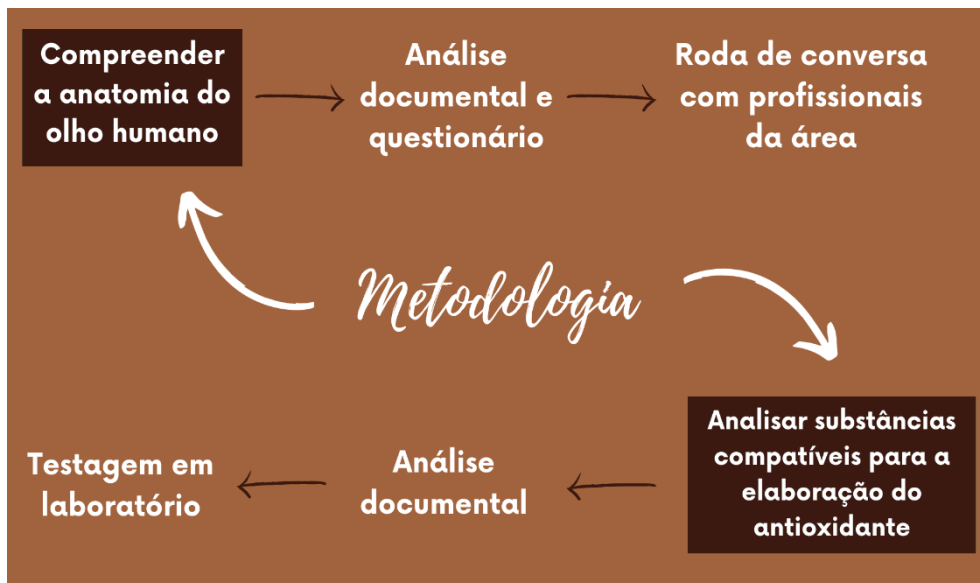 Compreender
a anatomia do
olho humano
Análise
documental e
questionário
Roda de conversa
com profissionais
da área
Metodologia
Analisar substâncias
compatíveis para a
elaboração do
antioxidante
Análise
documental
Testagem em
laboratório